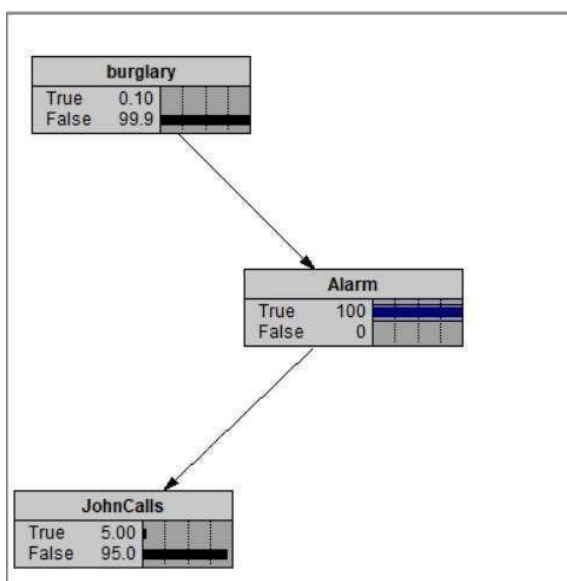 burglary
True 0.10
False 99.9
Alarm
True 100
False 0
JohnCalls
True 5.00
False 95.0